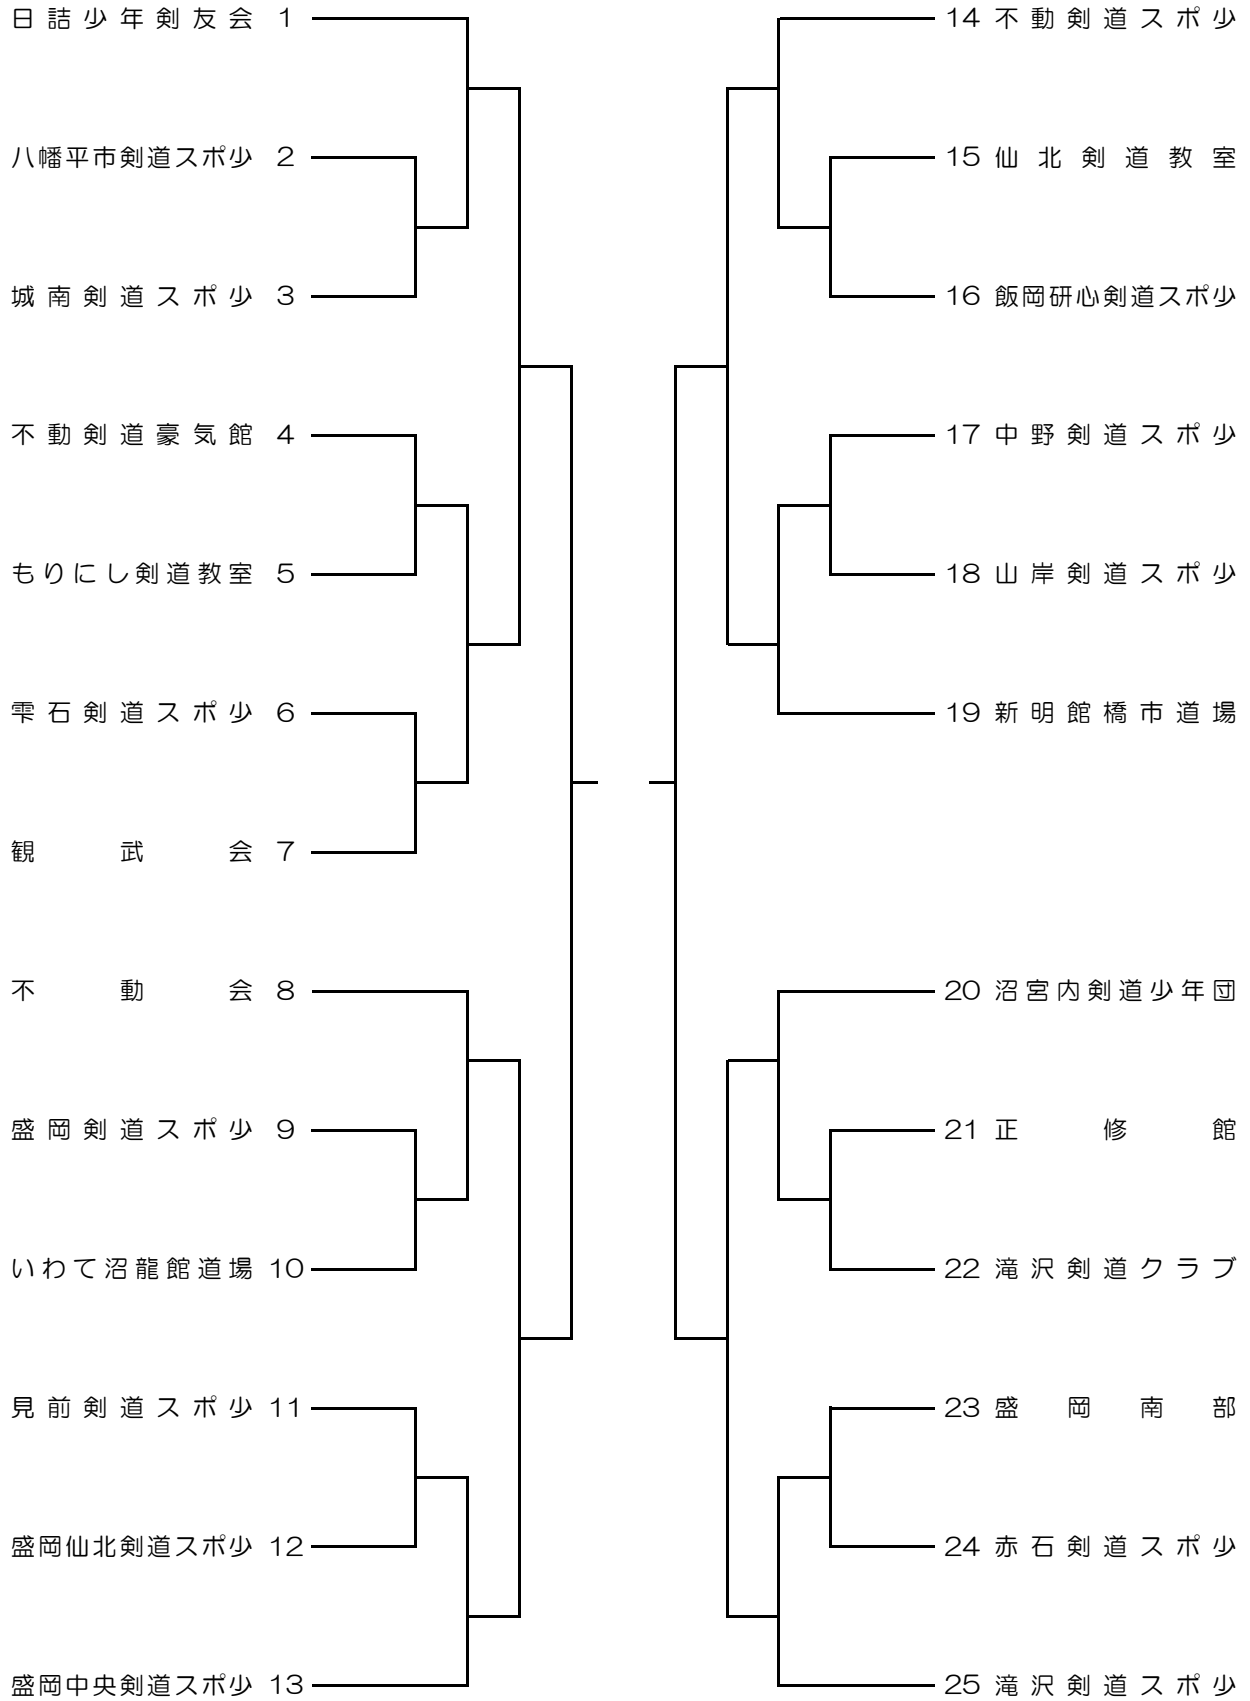 日詰少年剣友会 1
八幡平市剣道スポ少 2
城南剣道スポ少 3
不動剣道豪気館 4
もりにし剣道教室 5
雫石剣道スポ少 6
観武会 7
不動会 8
盛岡剣道スポ少 9
いわて沼龍館道場 10
見前剣道スポ少 11
盛岡仙北剣道スポ少 12
盛岡中央剣道スポ少 13
14 不動剣道スポ少
15 仙北剣道教室
16 飯岡研心剣道スポ少
17 中野剣道スポ少
18 山岸剣道スポ少
19 新明館橋市道場
20 沼宮内剣道少年団
21 正修館
22 滝沢剣道クラブ
23 盛岡南部
24 赤石剣道スポ少
25 滝沢剣道スポ少